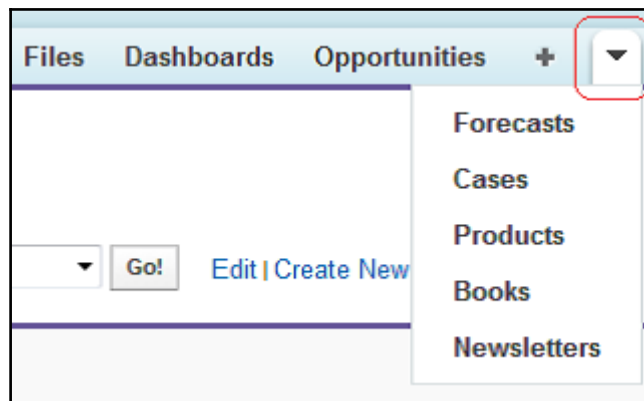 Files Dashboards Opportunities +
Forecasts
Cases
Products
Go! Edit | Create New
Books
Newsletters